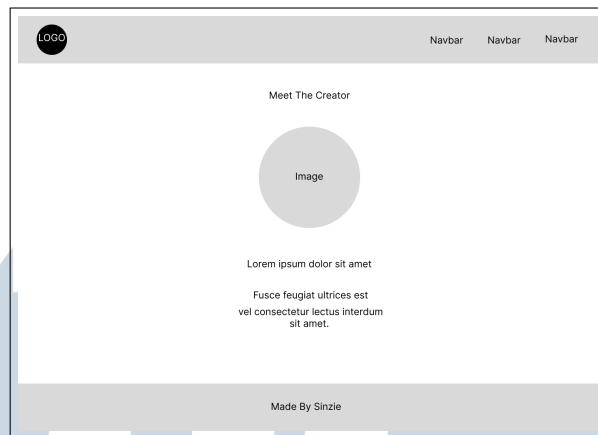 LOGO
Navbar Navbar Navbar
Meet The Creator
Image
Lorem ipsum dolor sit amet
Fusce feugiat ultrices est
vel consectetur lectus interdum
sit amet.
Made By Sinzie